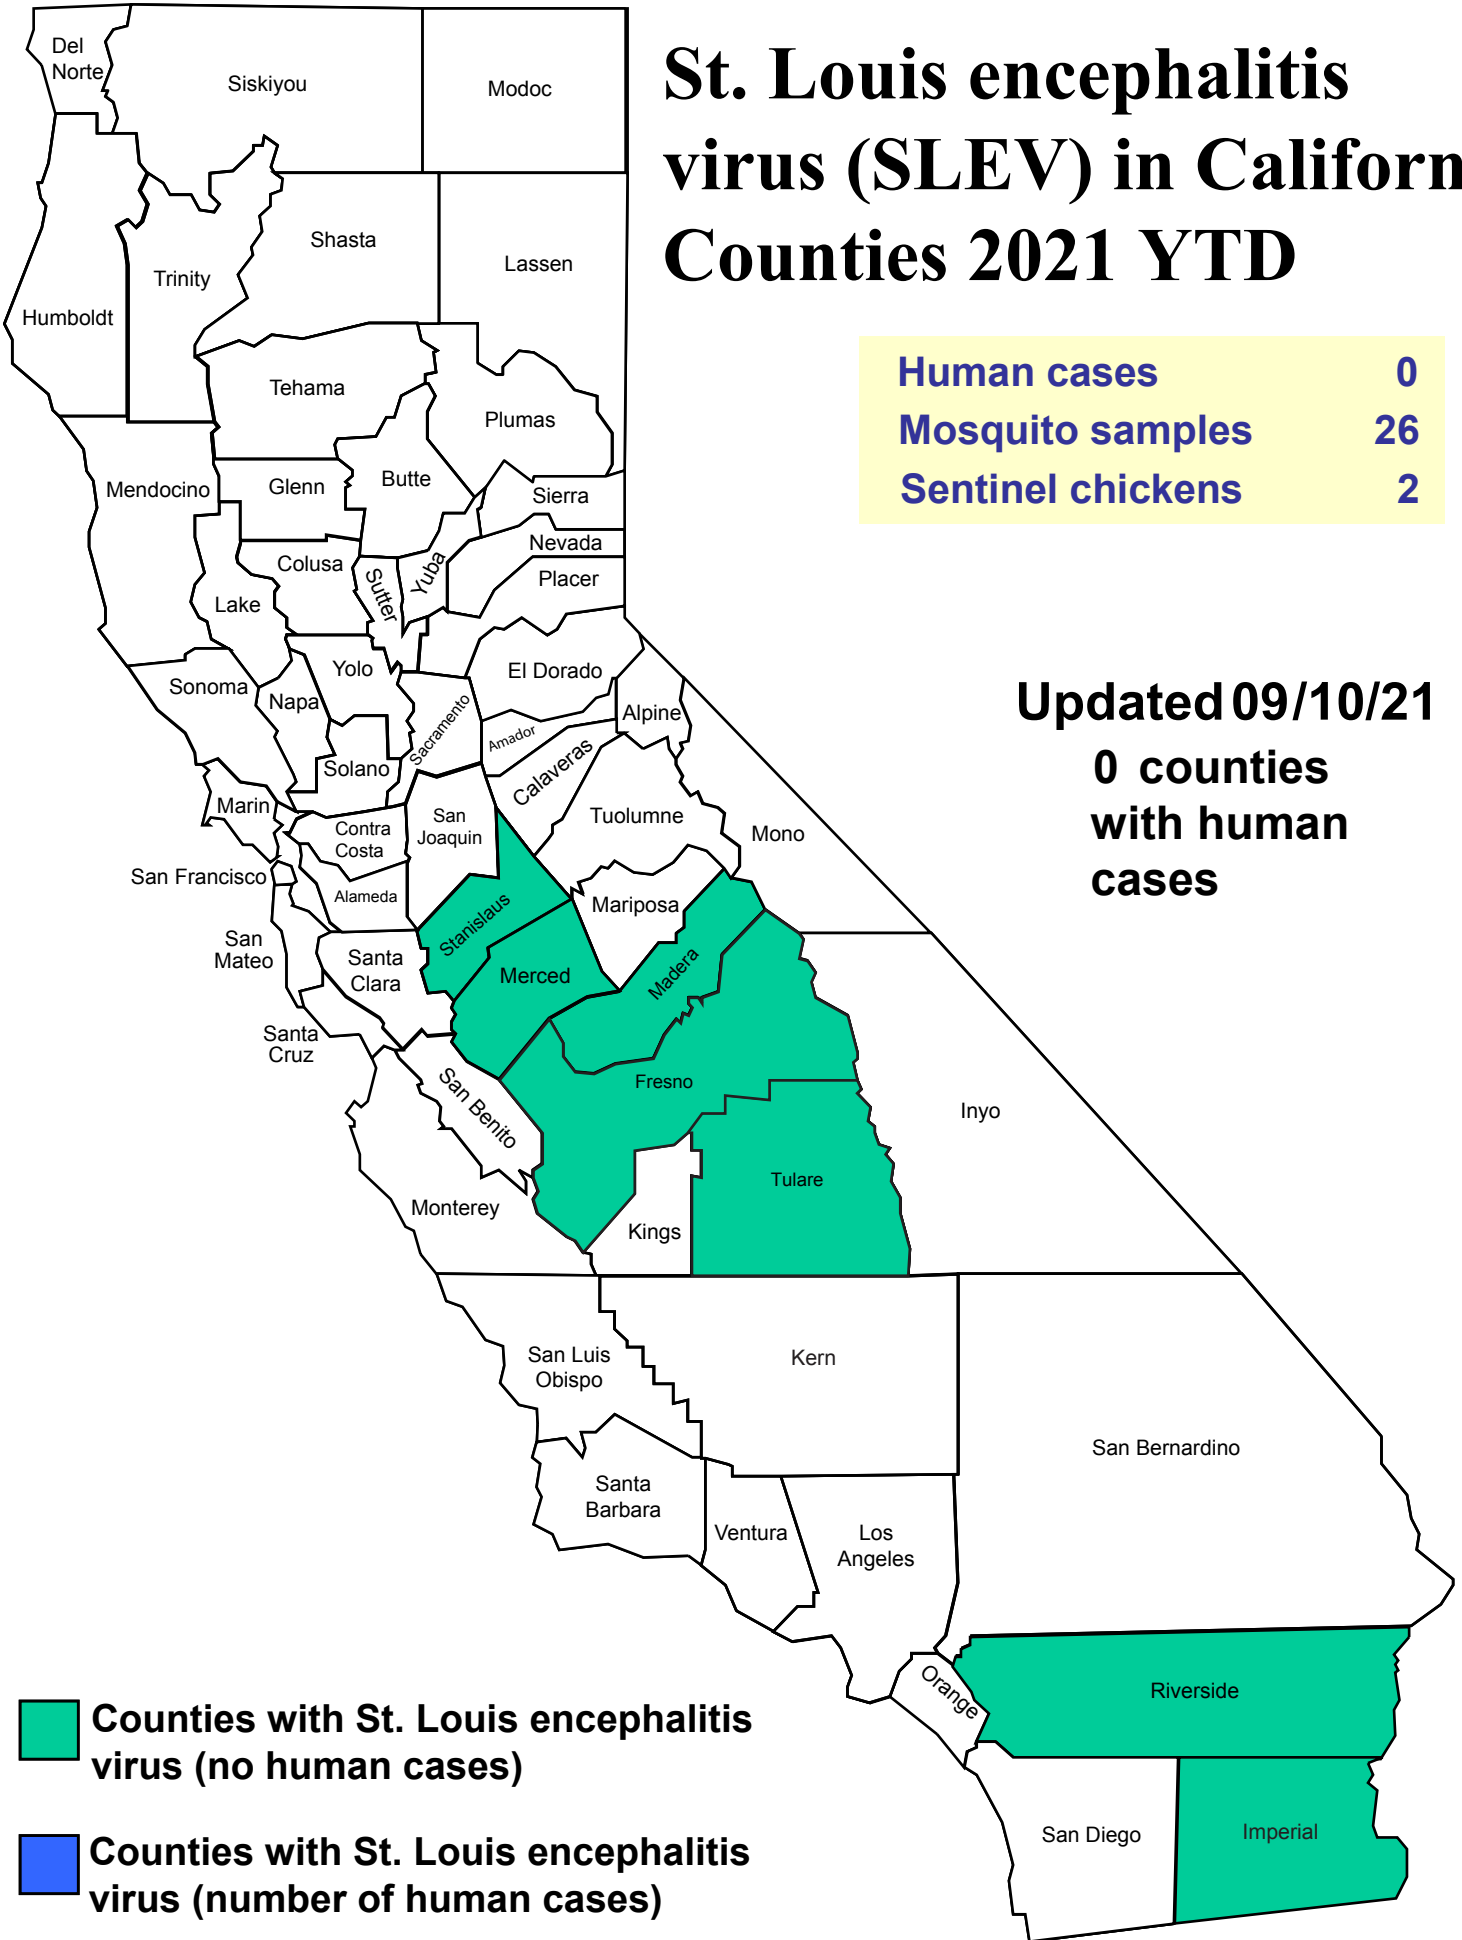 St. Louis encephalitis
virus (SLEV) in Californ
Counties 2021 YTD
Human cases 0
Mosquito samples 26
Sentinel chickens 2
Updated 09/10/21
0 counties
with human
cases
Del
Norte
Siskiyou
Modoc
Shasta
Lassen
Trinity
Humboldt
Tehama
Plumas
Mendocino
Glenn
Butte
Sierra
Nevada
Colusa
Sutter
Yuba
Placer
Lake
Yolo
El Dorado
Sonoma
Napa
Sacramento
Amador
Alpine
Solano
Calaveras
Marin
Contra
Costa
San
Joaquin
Tuolumne
Mono
San Francisco
Alameda
Stanislaus
Mariposa
San
Mateo
Santa
Clara
Merced
Madera
Santa
Cruz
San Benito
Fresno
Inyo
Tulare
Monterey
Kings
San Luis
Obispo
Kern
San Bernardino
Santa
Barbara
Ventura
Los
Angeles
Orange
Riverside
San Diego
Imperial
Counties with St. Louis encephalitis
virus (no human cases)
Counties with St. Louis encephalitis
virus (number of human cases)